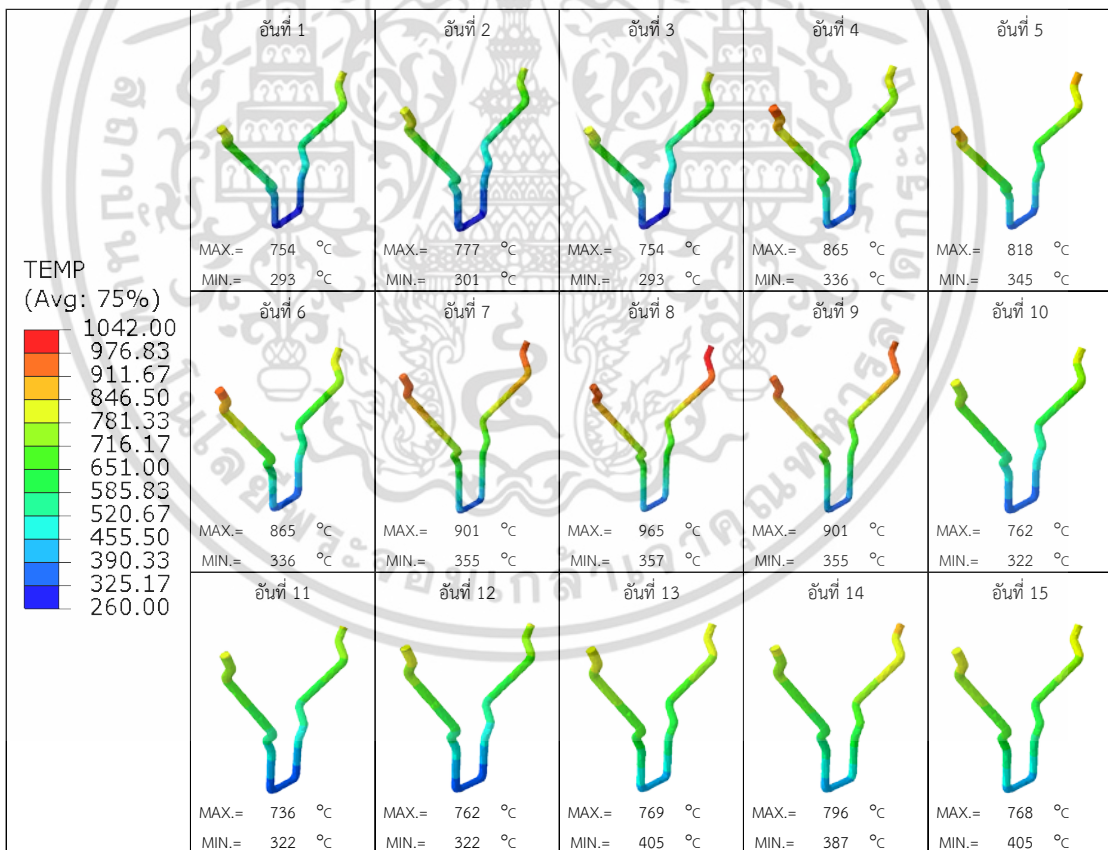 TEMP
(Avg: 75%)
1042.00
976.83
911.67
846.50
781.33
716.17
651.00
585.83
520.67
455.50
390.33
325.17
260.00
อันที่ 1
MAX.= 754 °C
MIN.= 293 °C
อันที่ 2
MAX.= 777 °C
MIN.= 301 °C
อันที่ 3
MAX.= 754 °C
MIN.= 293 °C
อันที่ 4
MAX.= 865 °C
MIN.= 336 °C
อันที่ 5
MAX.= 818 °C
MIN.= 345 °C
อันที่ 6
MAX.= 865 °C
MIN.= 336 °C
อันที่ 7
MAX.= 901 °C
MIN.= 355 °C
อันที่ 8
MAX.= 965 °C
MIN.= 357 °C
อันที่ 9
MAX.= 901 °C
MIN.= 355 °C
อันที่ 10
MAX.= 762 °C
MIN.= 322 °C
อันที่ 11
MAX.= 736 °C
MIN.= 322 °C
อันที่ 12
MAX.= 762 °C
MIN.= 322 °C
อันที่ 13
MAX.= 769 °C
MIN.= 405 °C
อันที่ 14
MAX.= 796 °C
MIN.= 387 °C
อันที่ 15
MAX.= 768 °C
MIN.= 405 °C